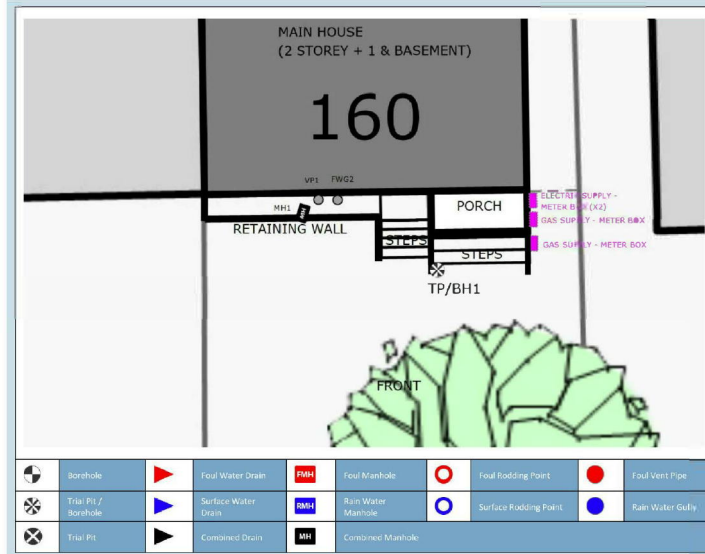 MAIN HOUSE
(2 STOREY + 1 & BASEMENT)
160
VP1 FWG2
MH1
MH
RETAINING WALL
STEPS
PORCH
STEPS
ELECTRIC SUPPLY -
METER BOX (X2)
GAS SUPPLY - METER BOX
GAS SUPPLY - METER BOX
TP/BH1
FRONT
Borehole
Foul Water Drain
FMH
Foul Manhole
Foul Rodding Point
Foul Vent Pipe
Trial Pit /
Borehole
Surface Water
Drain
RMH
Rain Water
Manhole
Surface Rodding Point
Rain Water Gully
Trial Pit
Combined Drain
MH
Combined Manhole